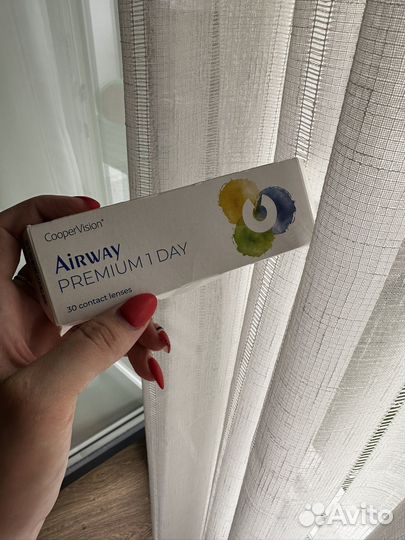 CooperVision®
AiRWAY
PREMIUM 1 DAY
30 contact lenses
Avito